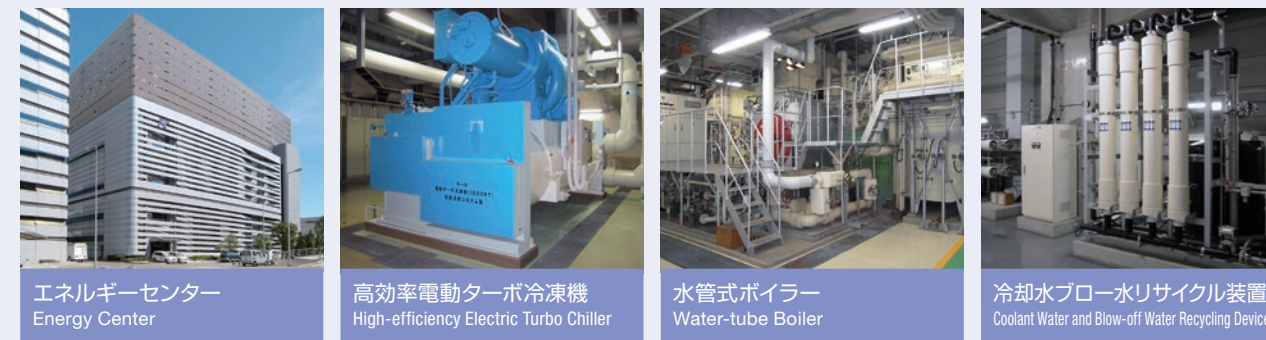 エネルギーセンター
Energy Center
高効率電動ターボ冷凍機
High-efficiency Electric Turbo Chiller
水管式ボイラー
Water-tube Boiler
冷却水ブロー水リサイクル装置
Coolant Water and Blow-off Water Recycling Device